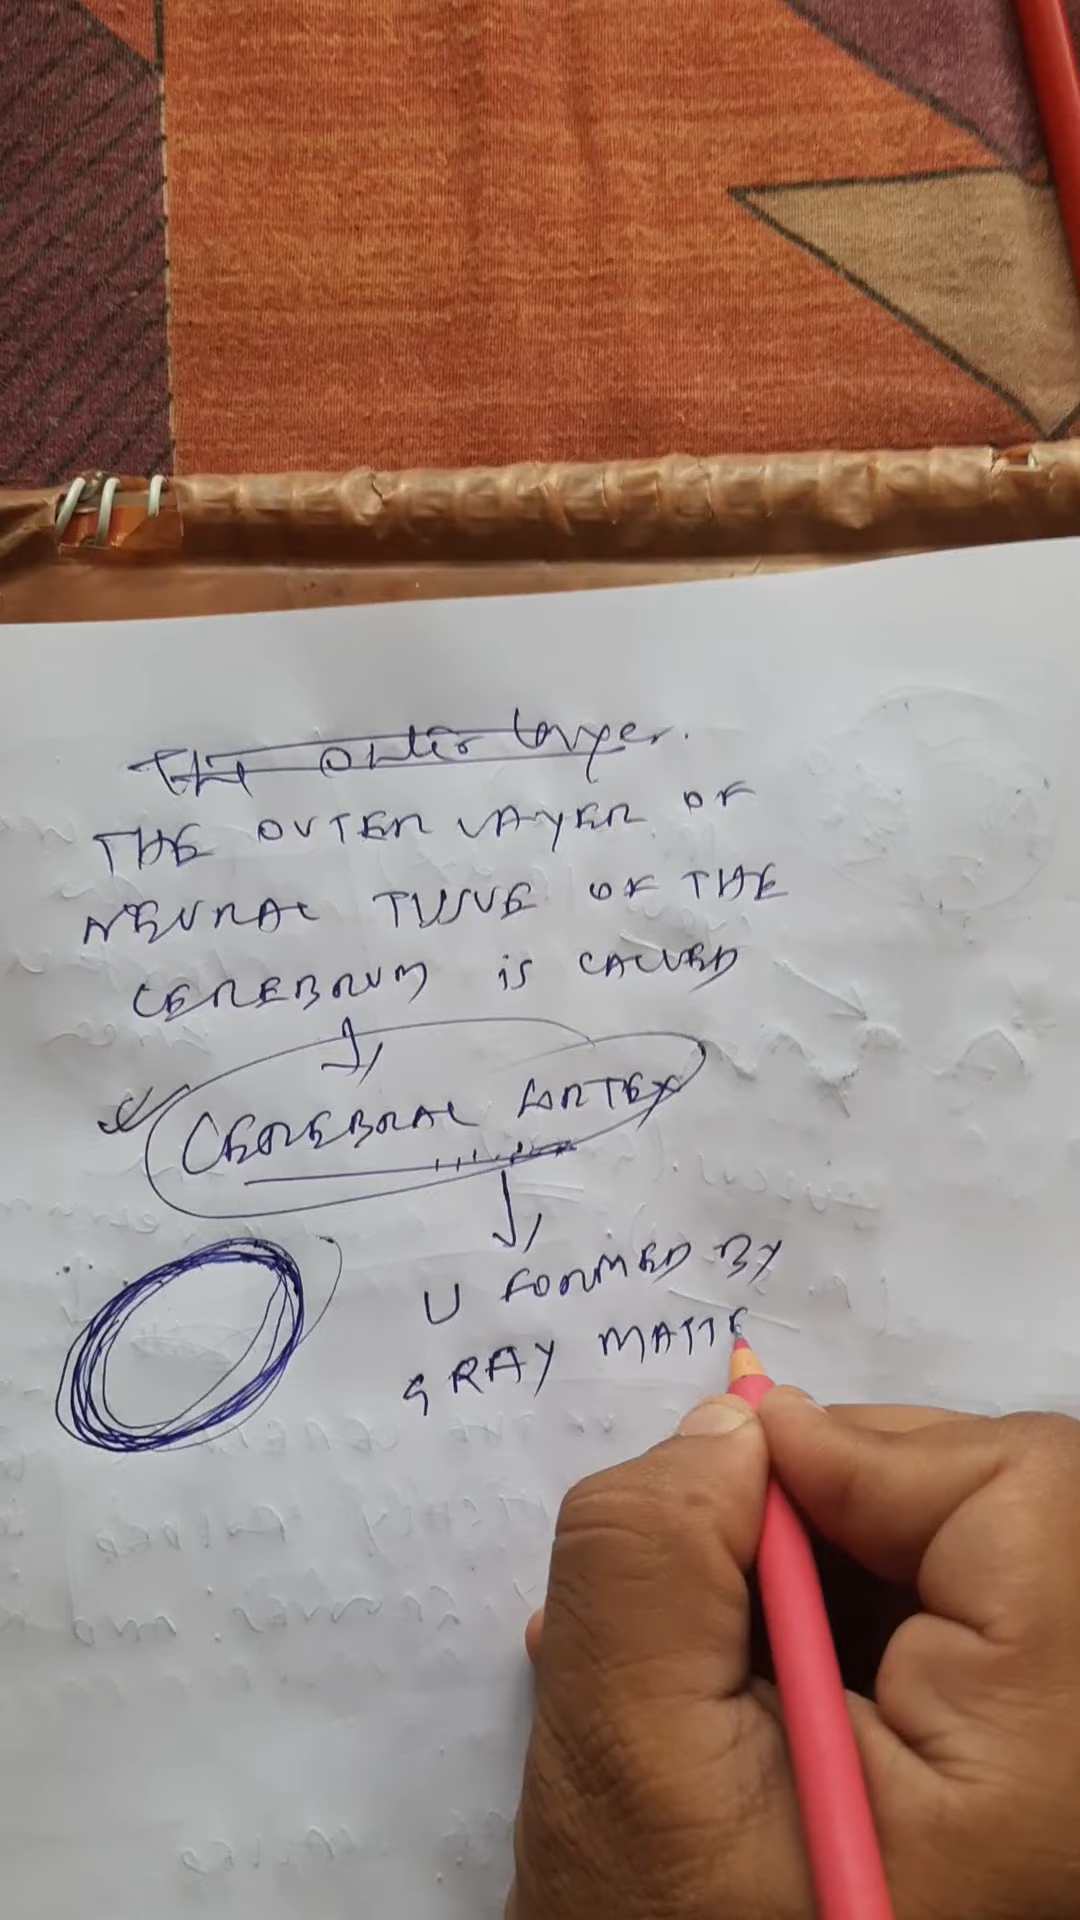 The outer layer.
THE OUTER LAYER OF
NEURAL TISSUE OF THE
CEREBRUM is CALLED
CEREBRAL CORTEX
IS FORMED BY
GRAY MATTE